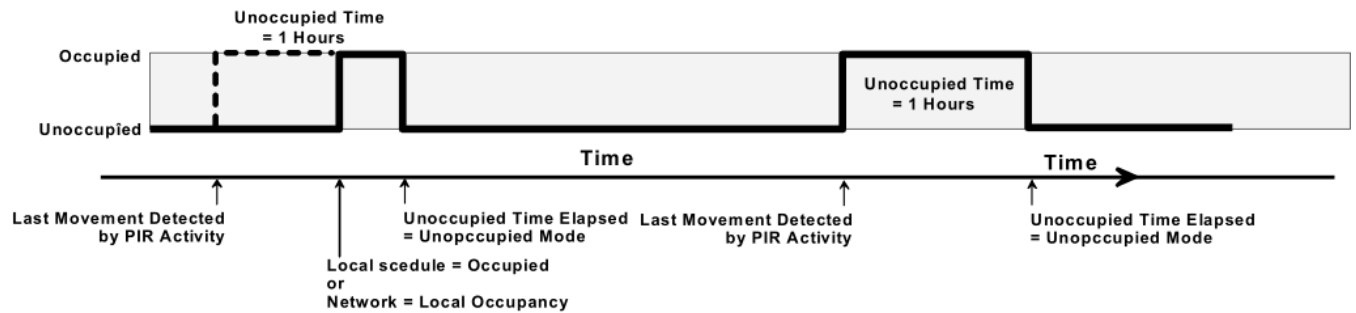 Unoccupied Time
= 1 Hours
Occupied
Unoccupied Time
= 1 Hours
Unoccupîed
Time
Time
Last Movement Detected
by PIR Activity
Unoccupied Time Elapsed
= Unopccupied Mode
Last Movement Detected
by PIR Activity
Unoccupied Time Elapsed
= Unopccupied Mode
Local scedule = Occupied
or
Network = Local Occupancy